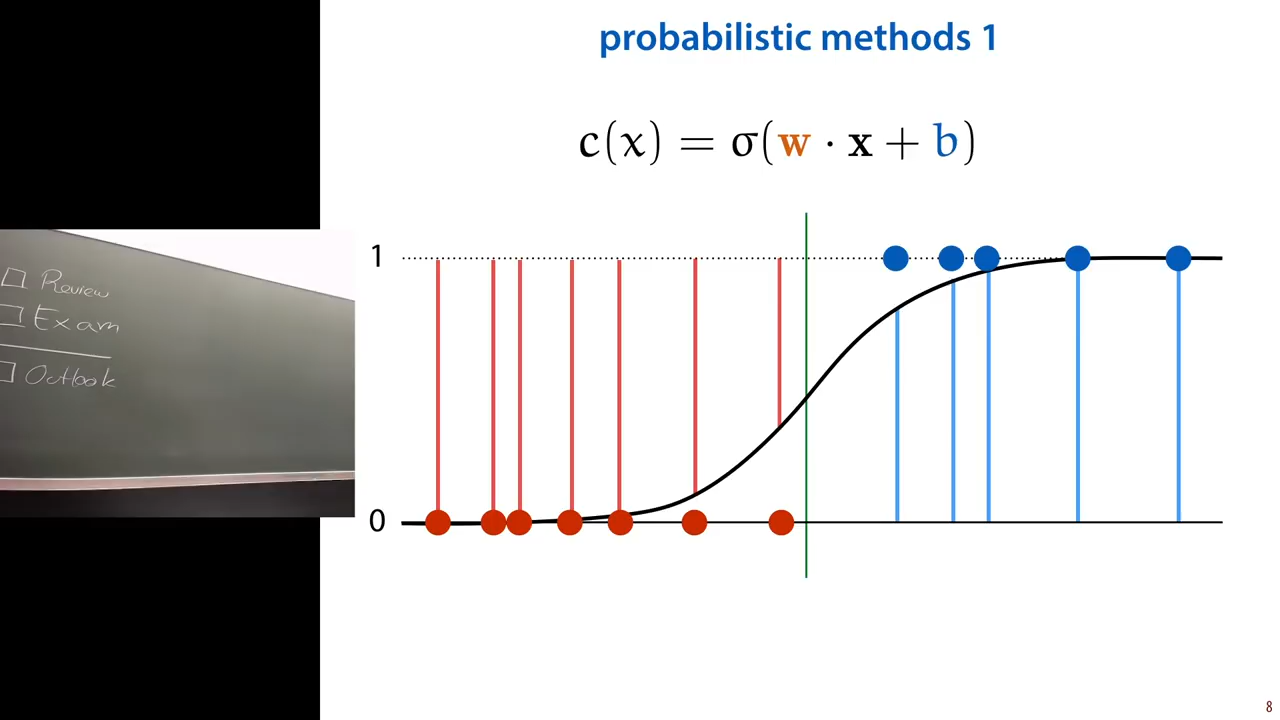 probabilistic methods 1
c(x) = σ(w · x + b)
Review
Exam
Outlook
1
0
8